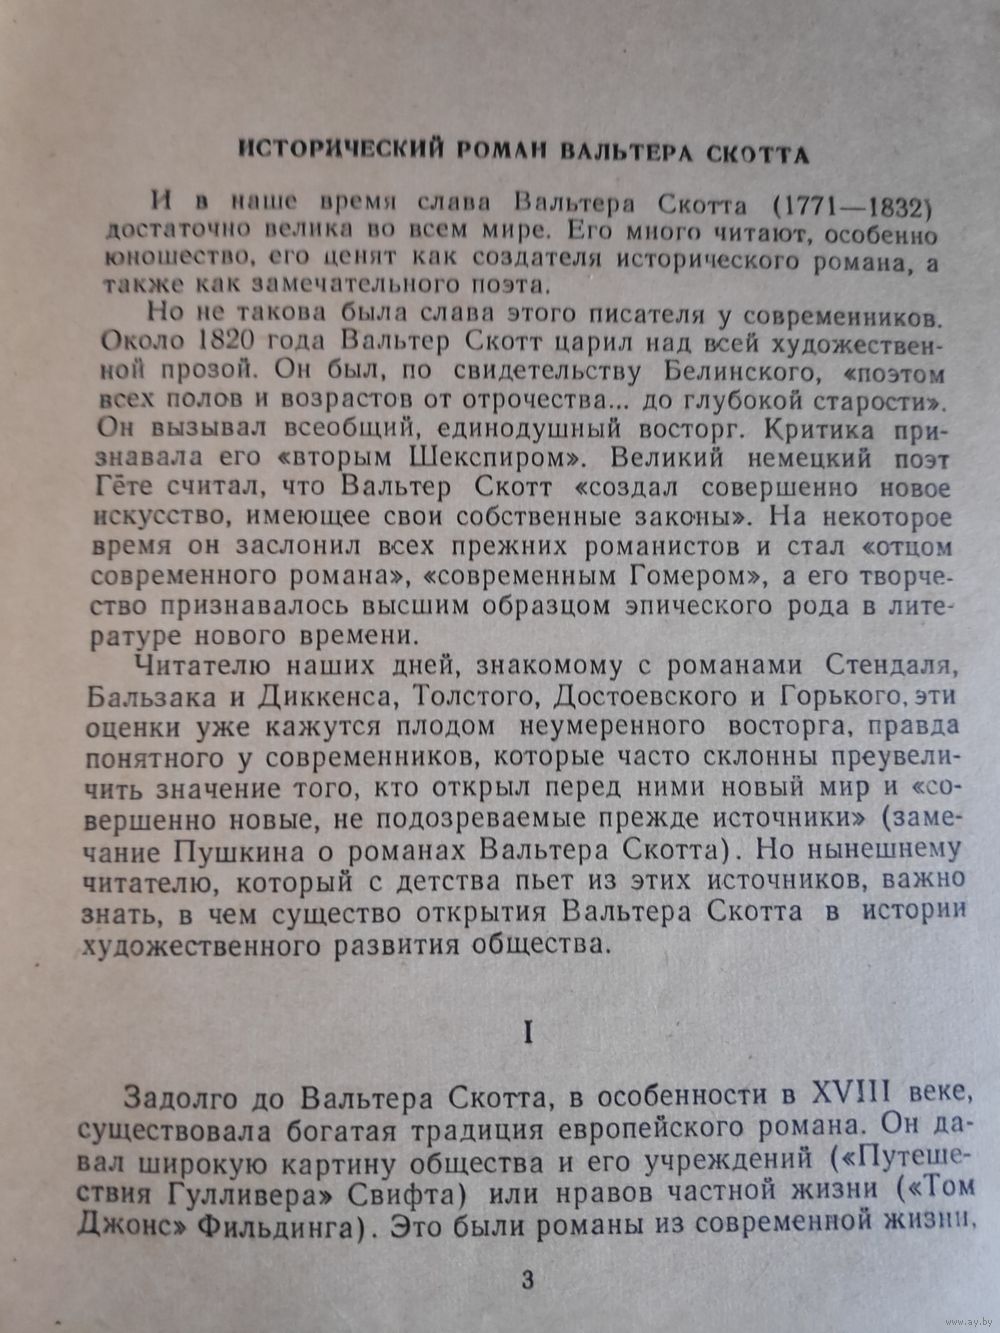 ИСТОРИЧЕСКИЙ РОМАН ВАЛЬТЕРА СКОТТА
И в наше время слава Вальтера Скотта (1771—1832)
достаточно велика во всем мире. Его много читают, особенно
юношество, его ценят как создателя исторического романа, а
также как замечательного поэта.
Но не такова была слава этого писателя у современников.
Около 1820 года Вальтер Скотт царил над всей художествен-
ной прозой. Он был, по свидетельству Белинского, «поэтом
всех полов и возрастов от отрочества... до глубокой старости».
Он вызывал всеобщий, единодушный восторг. Критика при-
знавала его «вторым Шекспиром». Великий немецкий поэт
Гёте считал, что Вальтер Скотт «создал совершенно новое
искусство, имеющее свои собственные законы». На некоторое
время он заслонил всех прежних романистов и стал «отцом
современного романа», «современным Гомером», а его творче-
ство признавалось высшим образцом эпического рода в лите-
ратуре нового времени.
Читателю наших дней, знакомому с романами Стендаля,
Бальзака и Диккенса, Толстого, Достоевского и Горького, эти
оценки уже кажутся плодом неумеренного восторга, правда
понятного у современников, которые часто склонны преувели-
чить значение того, кто открыл перед ними новый мир и «со-
вершенно новые, не подозреваемые прежде источники» (заме-
чание Пушкина о романах Вальтера Скотта). Но нынешнему
читателю, который с детства пьет из этих источников, важно
знать, в чем существо открытия Вальтера Скотта в истории
художественного развития общества.
I
Задолго до Вальтера Скотта, в особенности в XVIII веке,
существовала богатая традиция европейского романа. Он да-
вал широкую картину общества и его учреждений («Путеше-
ствия Гулливера» Свифта) или нравов частной жизни («Том
Джонс» Фильдинга). Это были романы из современной жизни,
3
www.ay.by